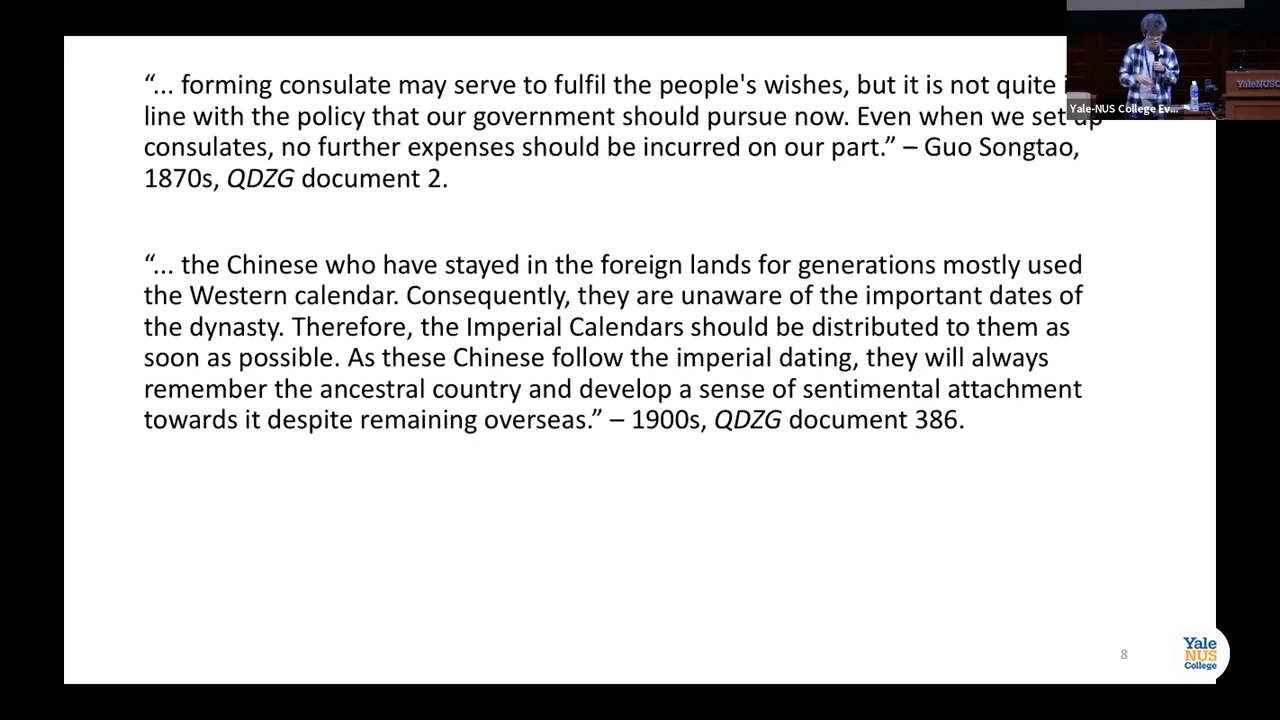 “... forming consulate may serve to fulfil the people's wishes, but it is not quite
line with the policy that our government should pursue now. Even when we set up
consulates, no further expenses should be incurred on our part.” – Guo Songtao,
1870s, QDZG document 2.
“... the Chinese who have stayed in the foreign lands for generations mostly used
the Western calendar. Consequently, they are unaware of the important dates of
the dynasty. Therefore, the Imperial Calendars should be distributed to them as
soon as possible. As these Chinese follow the imperial dating, they will always
remember the ancestral country and develop a sense of sentimental attachment
towards it despite remaining overseas.” – 1900s, QDZG document 386.
Yale-NUS College Ev...
8
Yale
NUS
College